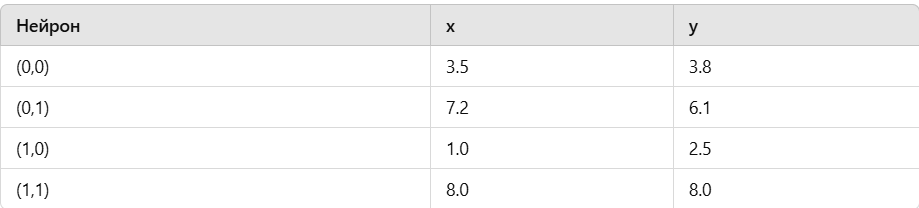 Нейрон x y
(0,0) 3.5 3.8
(0,1) 7.2 6.1
(1,0) 1.0 2.5
(1,1) 8.0 8.0